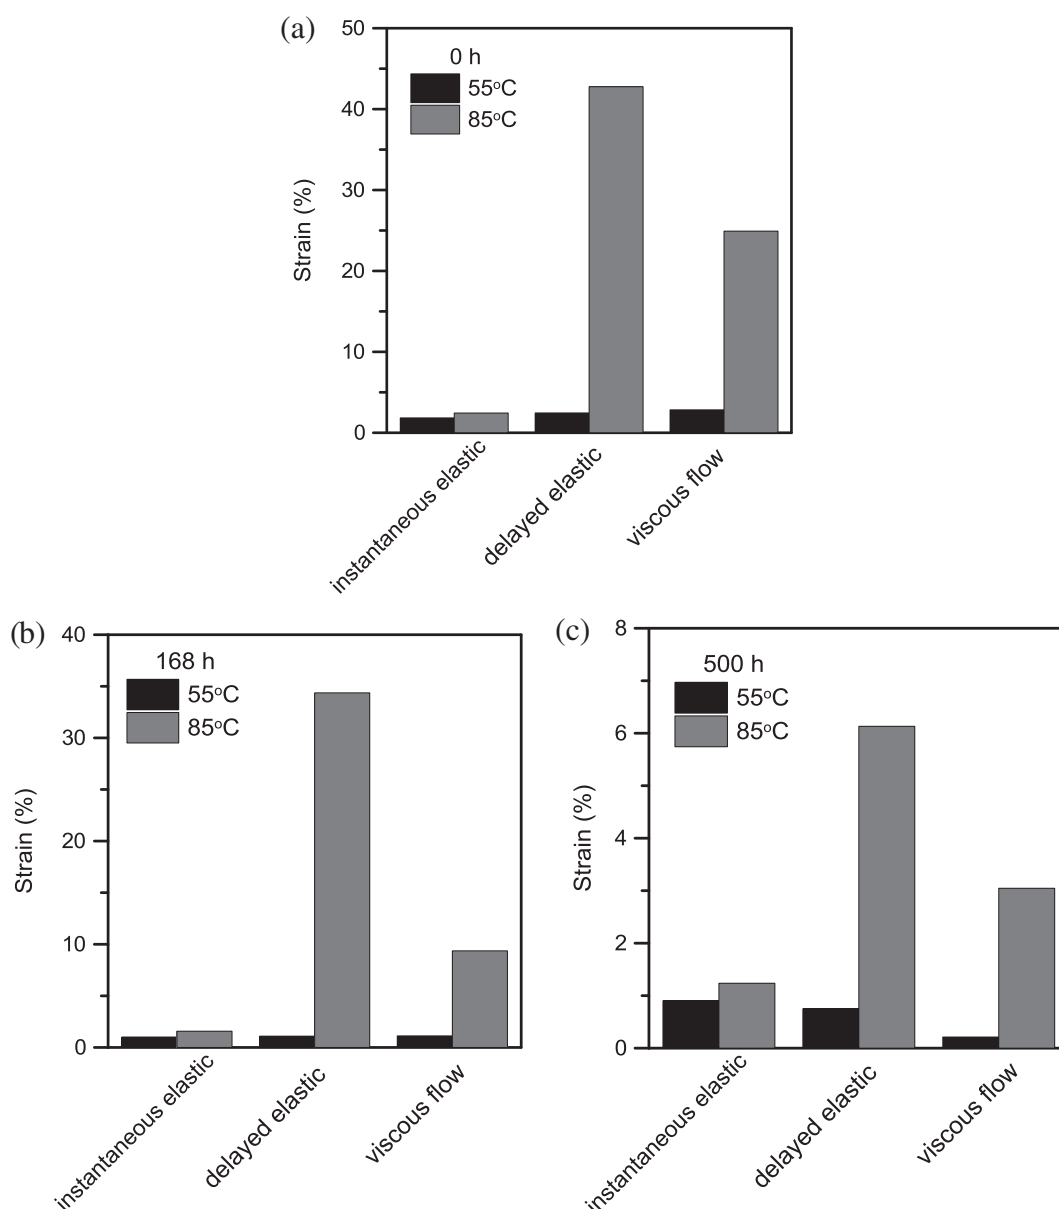 (a)
0 h
55°C
85°C
50
40
30
20
10
0
Strain (%)
instantaneous elastic
delayed elastic
viscous flow
(b)
168 h
55°C
85°C
40
30
20
10
0
Strain (%)
instantaneous elastic
delayed elastic
viscous flow
(c)
500 h
55°C
85°C
8
6
4
2
0
Strain (%)
instantaneous elastic
delayed elastic
viscous flow